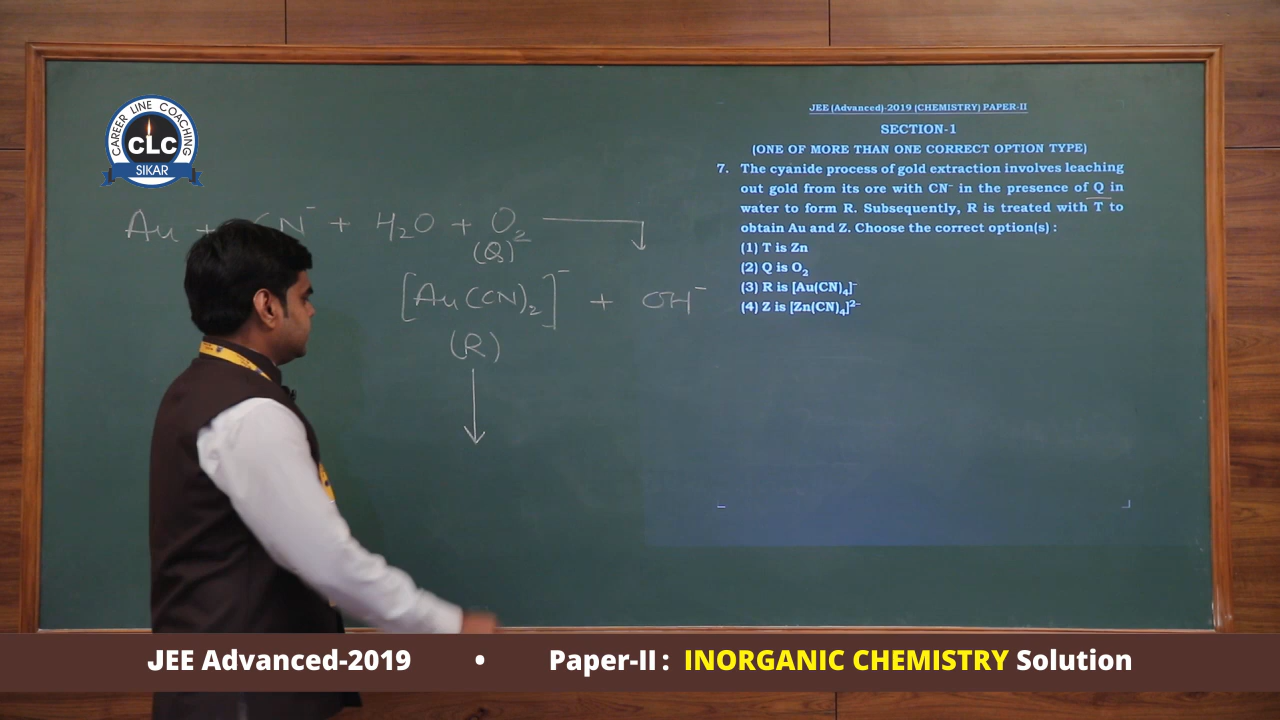 CAREER LINE COACHING
CLC
SIKAR
JEE (Advanced)-2019 [CHEMISTRY] PAPER-II
SECTION-1
(ONE OF MORE THAN ONE CORRECT OPTION TYPE)
7. The cyanide process of gold extraction involves leaching
out gold from its ore with CN⁻ in the presence of Q in
water to form R. Subsequently, R is treated with T to
obtain Au and Z. Choose the correct option(s) :
(1) T is Zn
(2) Q is O₂
(3) R is [Au(CN)₄]⁻
(4) Z is [Zn(CN)₄]²⁻
Au + CN⁻ + H₂O + O₂
(Q)
[Au(CN)₂]⁻ + OH⁻
(R)
JEE Advanced-2019 • Paper-II : INORGANIC CHEMISTRY Solution